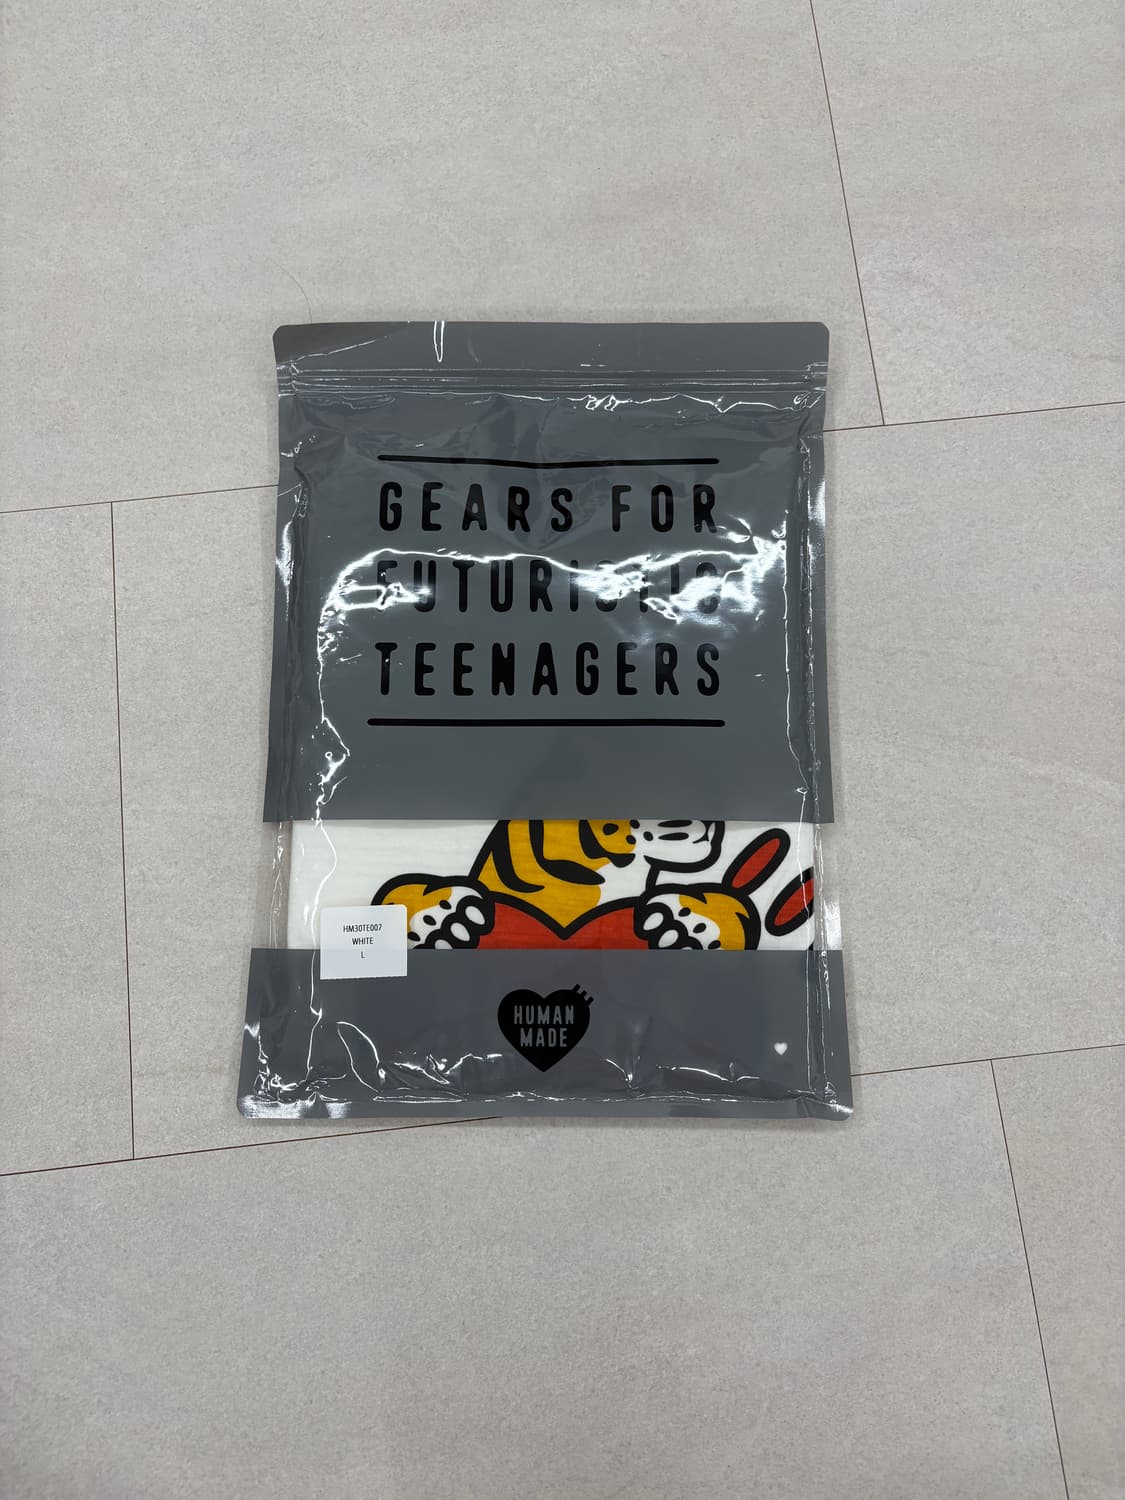 GEARS FOR
FUTURISTIC
TEENAGERS
HM30TE007
WHITE
L
HUMAN
MADE